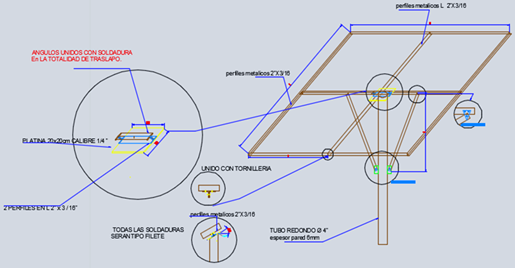 perfiles metalicos L 2"X3/16
ANGULOS UNIDOS CON SOLDADURA
En LA TOTALIDAD DE TRASLAPO.
perfiles metalicos 2"X3/16
PLATINA 20x20cm CALIBRE 1/4 "
UNIDO CON TORNILLERIA
2 PERFILES EN L 2" X 3 / 16"
perfiles metalicos 2"X3/16
TODAS LAS SOLDADURAS
SERAN TIPO FILETE
TUBO REDONDO Ø 4"
espesor pared 6mm